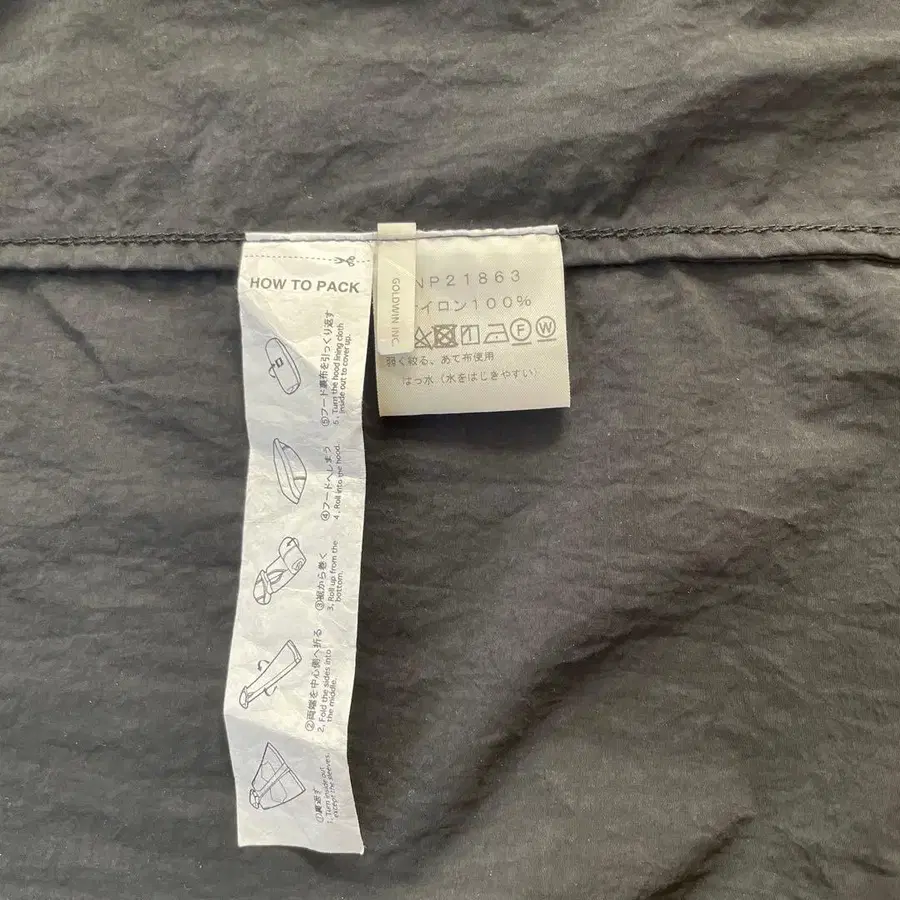 HOW TO PACK
⑤フード裏布を引っくり返す
5. Turn the hood lining cloth
inside out to cover up.
④フードへしまう
4. Roll into the hood.
③裾から巻く
3. Roll up from the
bottom.
②両端を中心側へ折る
2. Fold the sides into
the middle.
①裏返す
1. Turn inside out
except the sleeves.
GOLDWIN INC.
NP21863
イロン100%
F W
弱く絞る、あて布使用
はっ水(水をはじきやすい)